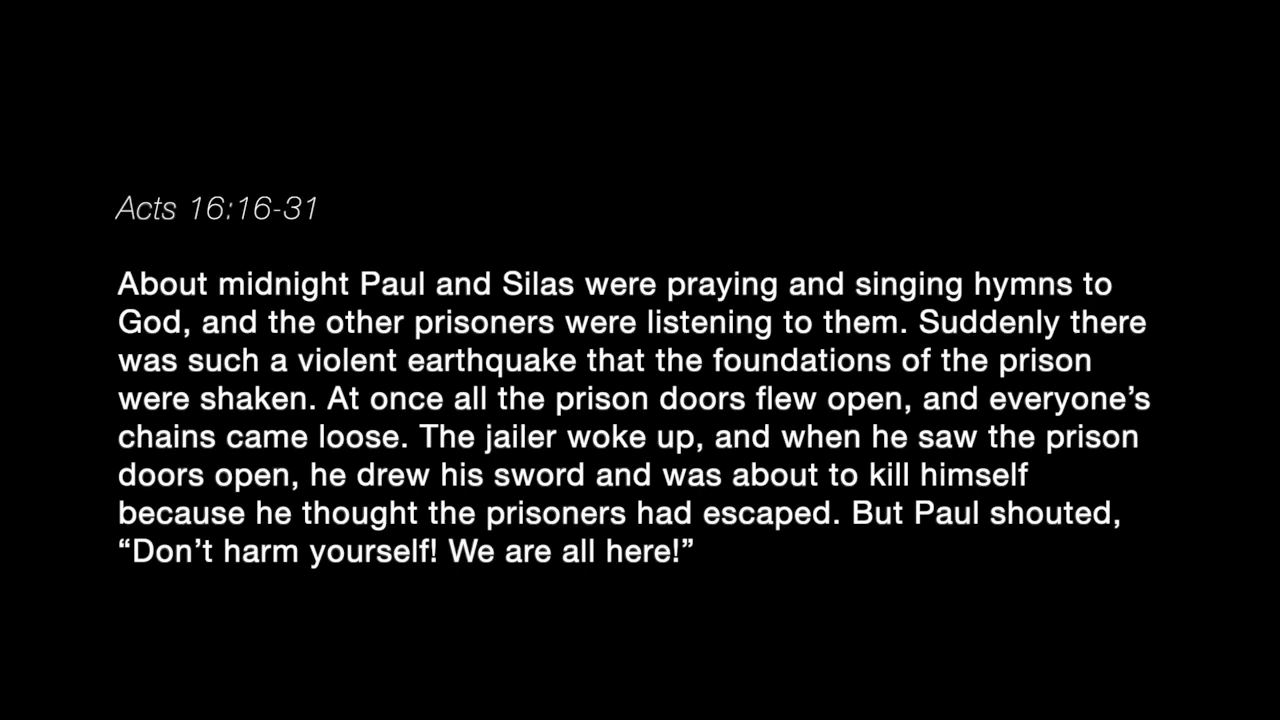 Acts 16:16-31
About midnight Paul and Silas were praying and singing hymns to
God, and the other prisoners were listening to them. Suddenly there
was such a violent earthquake that the foundations of the prison
were shaken. At once all the prison doors flew open, and everyone’s
chains came loose. The jailer woke up, and when he saw the prison
doors open, he drew his sword and was about to kill himself
because he thought the prisoners had escaped. But Paul shouted,
“Don’t harm yourself! We are all here!”